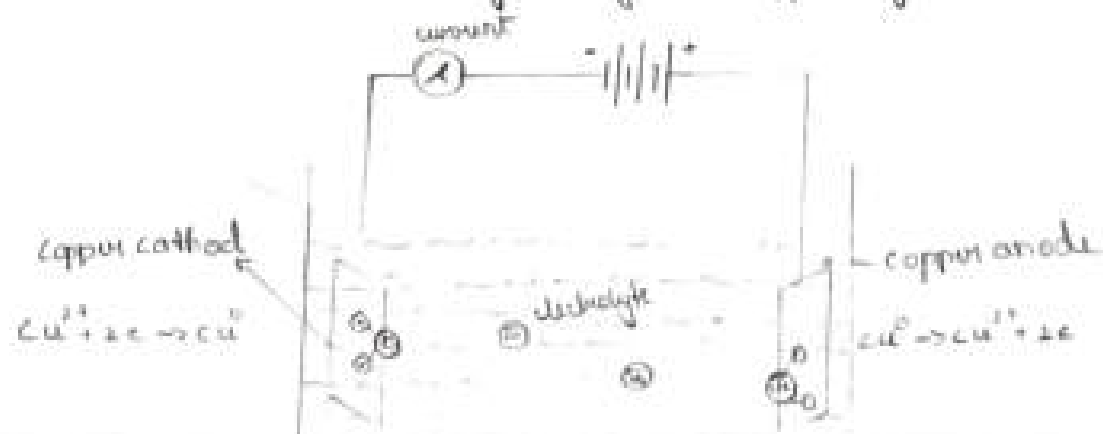 current
A
- +
copper cathod
copper anode
electrolyte
Cu²⁺ + 2e -> Cu⁰
Cu⁰ -> Cu²⁺ + 2e